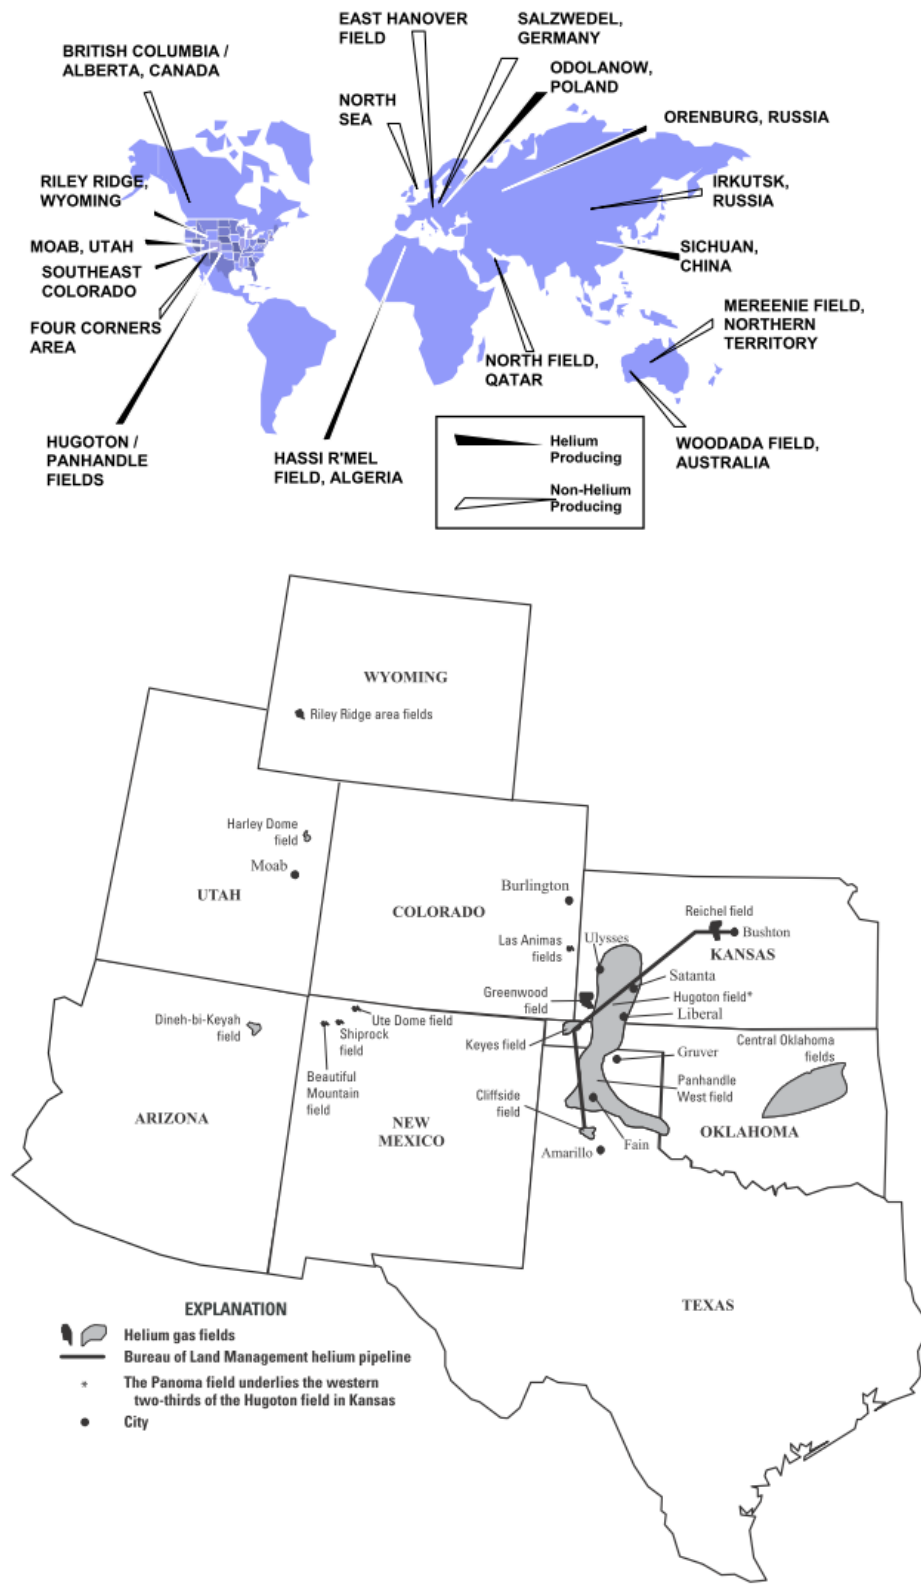 EAST HANOVER
FIELD
SALZWEDEL,
GERMANY
BRITISH COLUMBIA /
ALBERTA, CANADA
ODOLANOW,
POLAND
NORTH
SEA
ORENBURG, RUSSIA
RILEY RIDGE,
WYOMING
IRKUTSK,
RUSSIA
MOAB, UTAH
SICHUAN,
CHINA
SOUTHEAST
COLORADO
MEREENIE FIELD,
NORTHERN
TERRITORY
FOUR CORNERS
AREA
NORTH FIELD,
QATAR
HUGOTON /
PANHANDLE
FIELDS
HASSI R'MEL
FIELD, ALGERIA
WOODADA FIELD,
AUSTRALIA
Helium
Producing
Non-Helium
Producing
WYOMING
Riley Ridge area fields
Harley Dome
field
Moab
UTAH
COLORADO
Burlington
Las Animas
fields
Ulysses
Reichel field
Bushton
KANSAS
Satanta
Greenwood
field
Hugoton field*
Liberal
Dineh-bi-Keyah
field
Ute Dome field
Shiprock
field
Beautiful
Mountain
field
Keyes field
Gruver
Central Oklahoma
fields
Panhandle
West field
Cliffside
field
ARIZONA
NEW
MEXICO
OKLAHOMA
Fain
Amarillo
TEXAS
EXPLANATION
Helium gas fields
Bureau of Land Management helium pipeline
* The Panoma field underlies the western
two-thirds of the Hugoton field in Kansas
City